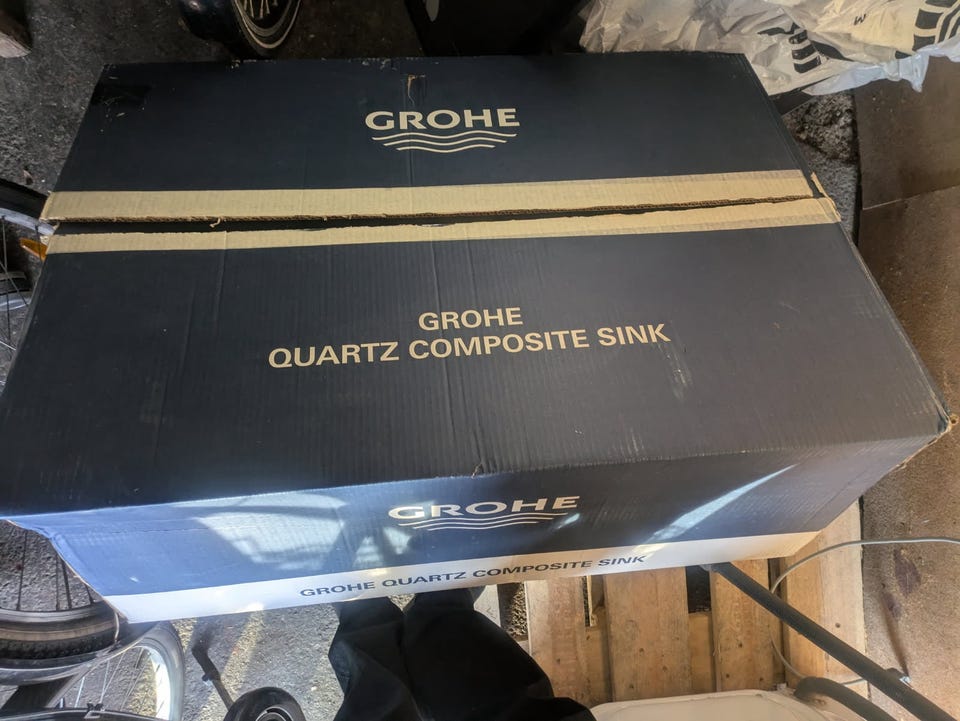 GROHE
GROHE
QUARTZ COMPOSITE SINK
GROHE
GROHE QUARTZ COMPOSITE SINK